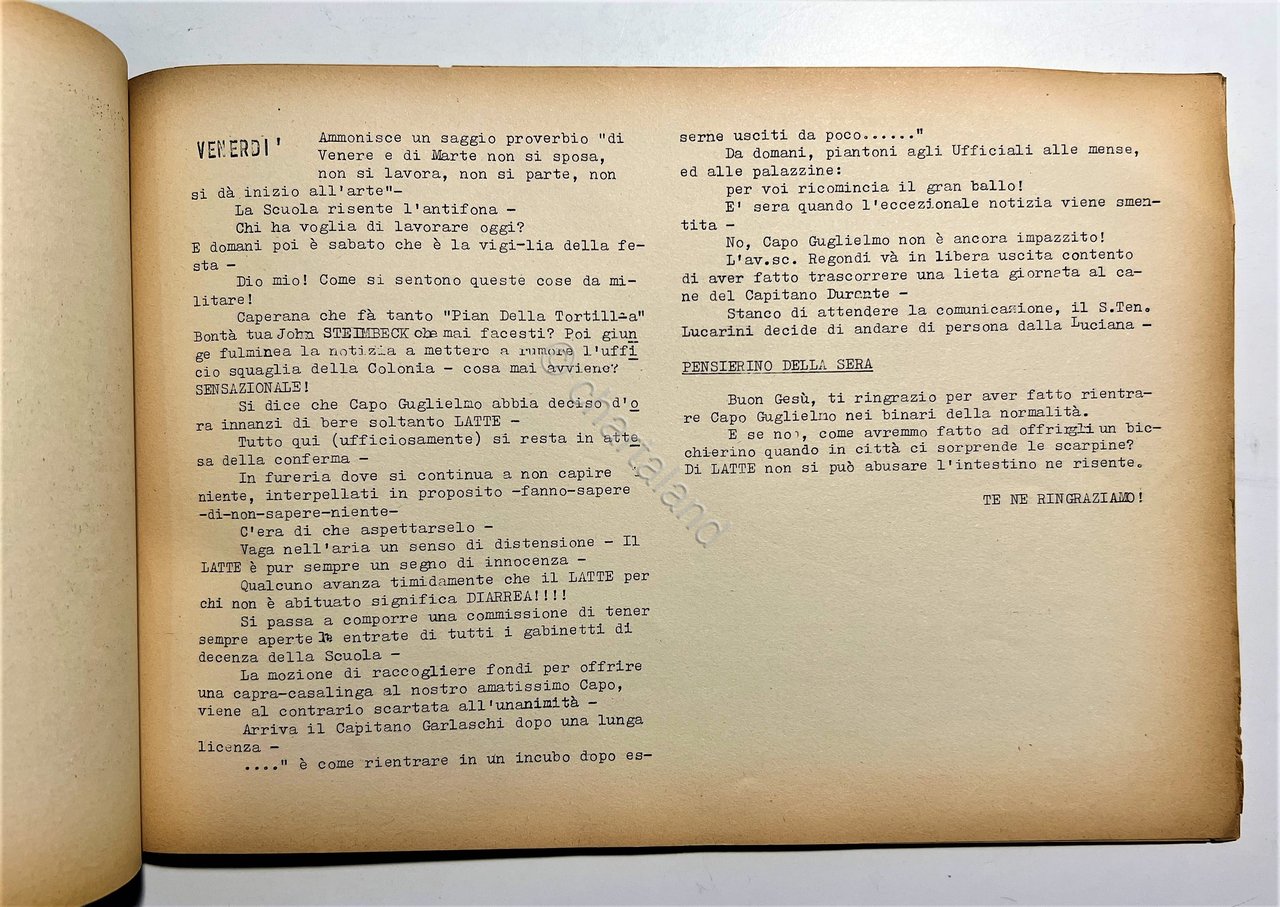 VENERDI' Ammonisce un saggio proverbio "di
Venere e di Marte non si sposa,
non si lavora, non si parte, non
si dà inizio all'arte"-
La Scuola risente l'antifona -
Chi ha voglia di lavorare oggi?
E domani poi è sabato che è la vigi-lia della fe-
sta -
Dio mio! Come si sentono queste cose da mi-
litare!
Caperana che fà tanto "Pian Della Tortilla"
Bontà tua John STEIMBECK che mai facesti? Poi giun
ge fulminea la notizia a mettere a rumore l'uffi
cio squaglia della Colonia - cosa mai avviene?
SENSAZIONALE!
Si dice che Capo Guglielmo abbia deciso d'o
ra innanzi di bere soltanto LATTE -
Tutto qui (ufficiosamente) si resta in atte
sa della conferma -
In fureria dove si continua a non capire
niente, interpellati in proposito -fanno-sapere
-di-non-sapere-niente-
C'era di che aspettarselo -
Vaga nell'aria un senso di distensione - Il
LATTE è pur sempre un segno di innocenza -
Qualcuno avanza timidamente che il LATTE per
chi non è abituato significa DIARREA!!!!
Si passa a comporre una commissione di tener
sempre aperte le entrate di tutti i gabinetti di
decenza della Scuola -
La mozione di raccogliere fondi per offrire
una capra-casalinga al nostro amatissimo Capo,
viene al contrario scartata all'unanimità -
Arriva il Capitano Garlaschi dopo una lunga
licenza -
...." è come rientrare in un incubo dopo es-
serne usciti da poco......"
Da domani, piantoni agli Ufficiali alle mense,
ed alle palazzine:
per voi ricomincia il gran ballo!
E' sera quando l'eccezionale notizia viene smen-
tita -
No, Capo Guglielmo non è ancora impazzito!
L'av.sc. Regondi và in libera uscita contento
di aver fatto trascorrere una lieta giornata al ca-
ne del Capitano Durante -
Stanco di attendere la comunicazione, il S.Ten.
Lucarini decide di andare di persona dalla Luciana -
PENSIERINO DELLA SERA
Buon Gesù, ti ringrazio per aver fatto rientra-
re Capo Guglielmo nei binari della normalità.
E se no, come avremmo fatto ad offrirgli un bic-
chierino quando in città ci sorprende le scarpine?
Di LATTE non si può abusare l'intestino ne risente.
TE NE RINGRAZIAMO!
© chartaland